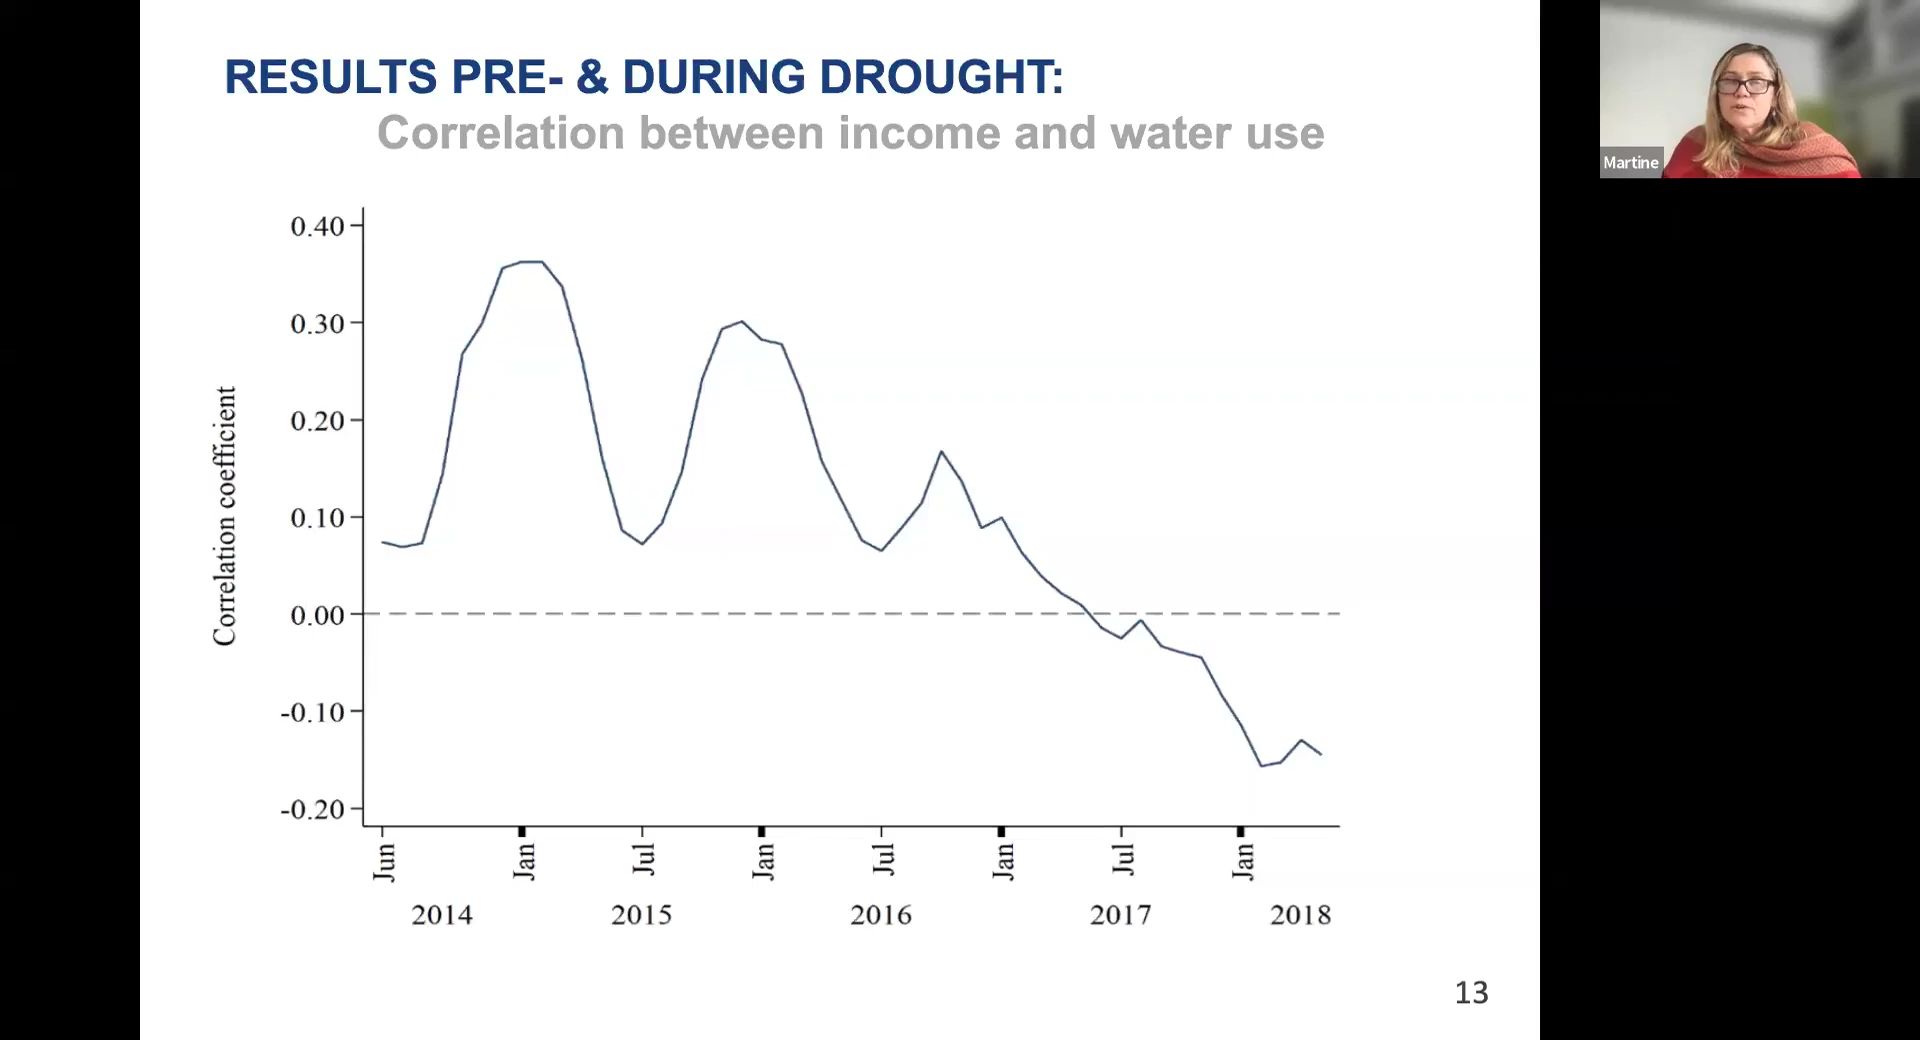 RESULTS PRE- & DURING DROUGHT:
Correlation between income and water use
Martine
Correlation coefficient
0.40
0.30
0.20
0.10
0.00
-0.10
-0.20
Jun Jan Jul Jan Jul Jan Jul Jan
2014 2015 2016 2017 2018
13